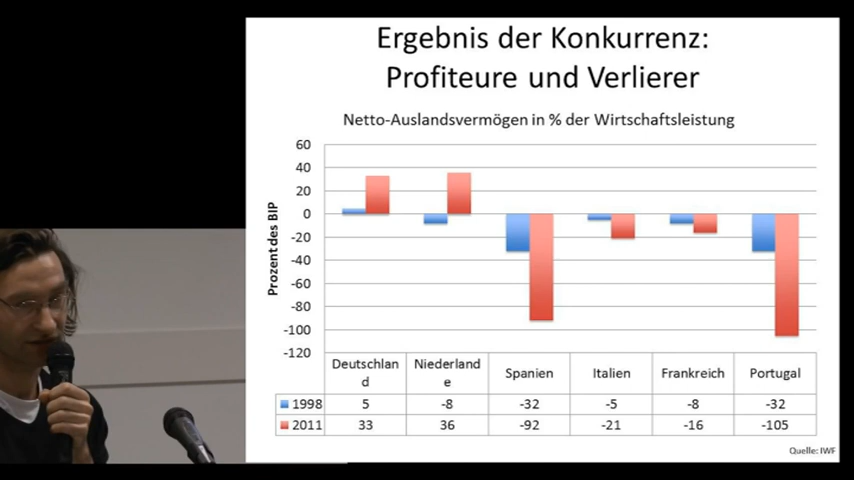 Ergebnis der Konkurrenz:
Profiteure und Verlierer
Netto-Auslandsvermögen in % der Wirtschaftsleistung
Prozent des BIP
60
40
20
0
-20
-40
-60
-80
-100
-120
Deutschlan
d
Niederland
e
Spanien
Italien
Frankreich
Portugal
1998 5 -8 -32 -5 -8 -32
2011 33 36 -92 -21 -16 -105
Quelle: IWF